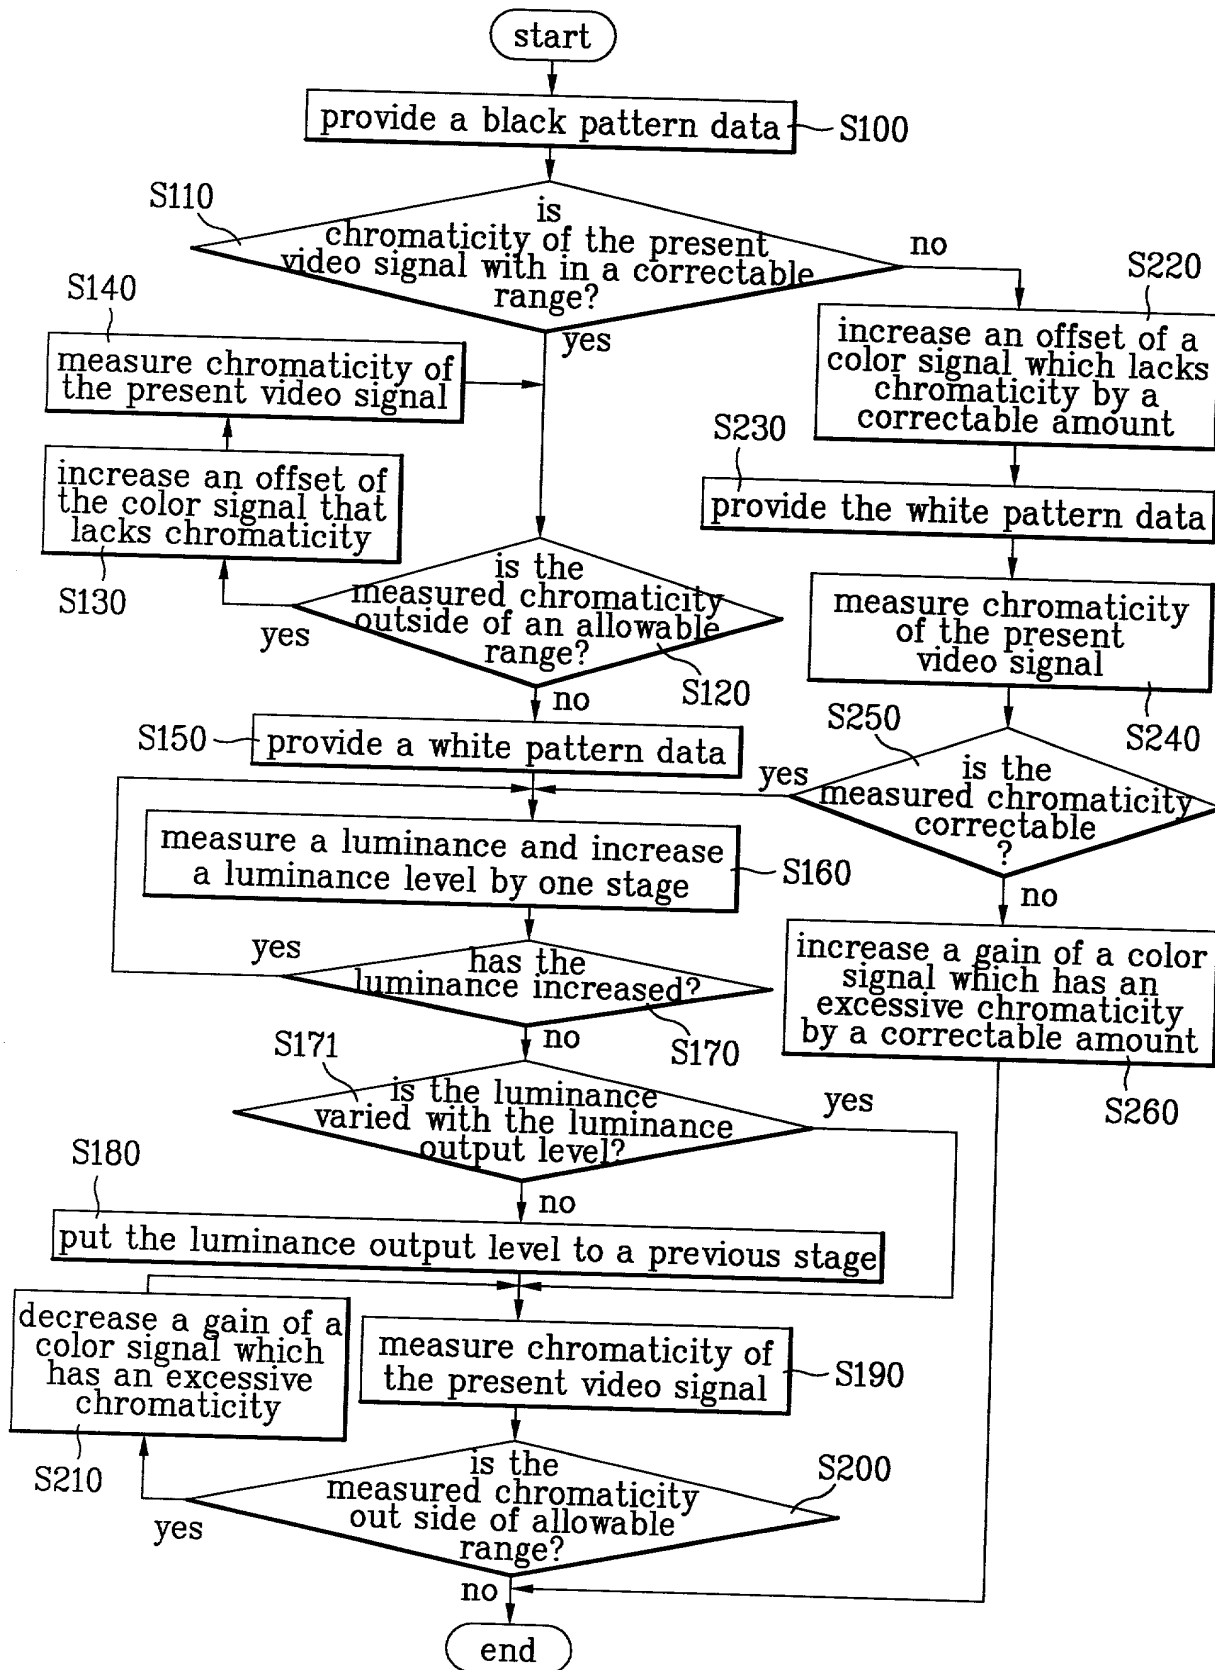 start
provide a black pattern data
S100
S110
is
chromaticity of the present
video signal with in a correctable
range?
no
yes
S220
increase an offset of a
color signal which lacks
chromaticity by a
correctable amount
S140
measure chromaticity of
the present video signal
S230
provide the white pattern data
increase an offset of
the color signal that
lacks chromaticity
S130
is the
measured chromaticity
outside of an allowable
range?
yes
S120
no
measure chromaticity
of the present
video signal
S240
S150
provide a white pattern data
S250
is the
measured chromaticity
correctable
?
yes
no
measure a luminance and increase
a luminance level by one stage
S160
yes
has the
luminance increased?
S170
no
increase a gain of a color
signal which has an
excessive chromaticity
by a correctable amount
S260
S171
is the luminance
varied with the luminance
output level?
yes
no
S180
put the luminance output level to a previous stage
decrease a gain of a
color signal which
has an excessive
chromaticity
S210
measure chromaticity of
the present video signal
S190
is the
measured chromaticity
out side of allowable
range?
S200
yes
no
end